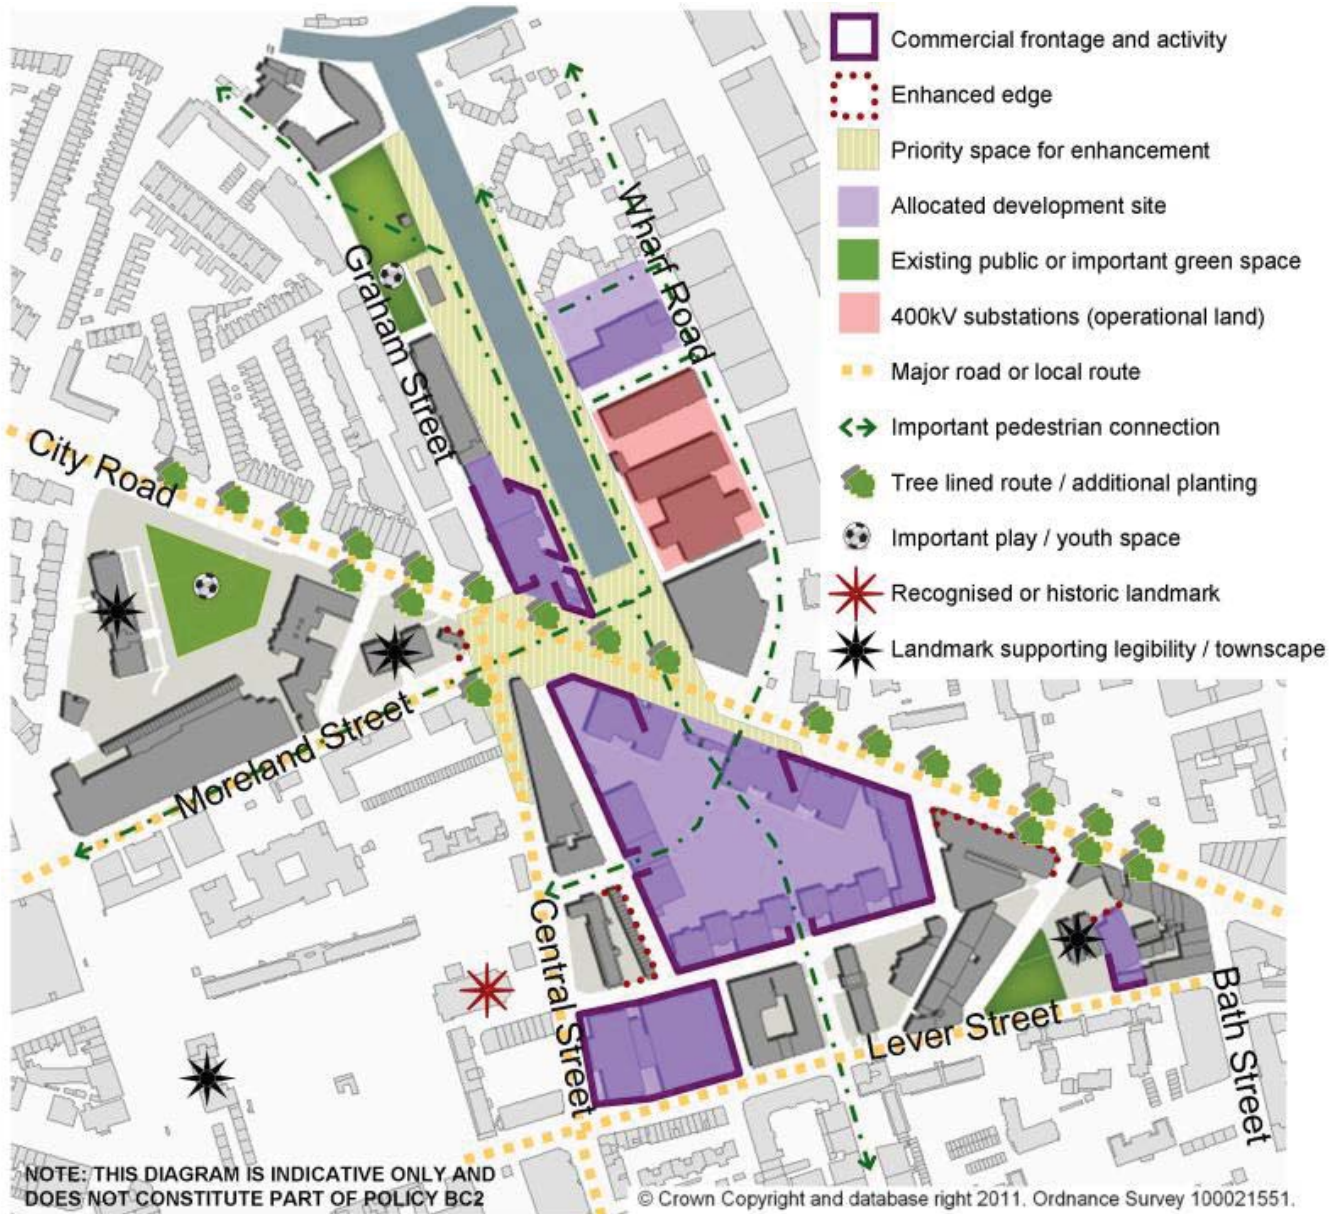 Commercial frontage and activity
Enhanced edge
Priority space for enhancement
Allocated development site
Existing public or important green space
400kV substations (operational land)
Major road or local route
Important pedestrian connection
Tree lined route / additional planting
Important play / youth space
Recognised or historic landmark
Landmark supporting legibility / townscape
Wharf Road
Graham Street
City Road
Moreland Street
Central Street
Lever Street
Bath Street
NOTE: THIS DIAGRAM IS INDICATIVE ONLY AND
DOES NOT CONSTITUTE PART OF POLICY BC2
© Crown Copyright and database right 2011. Ordnance Survey 100021551.